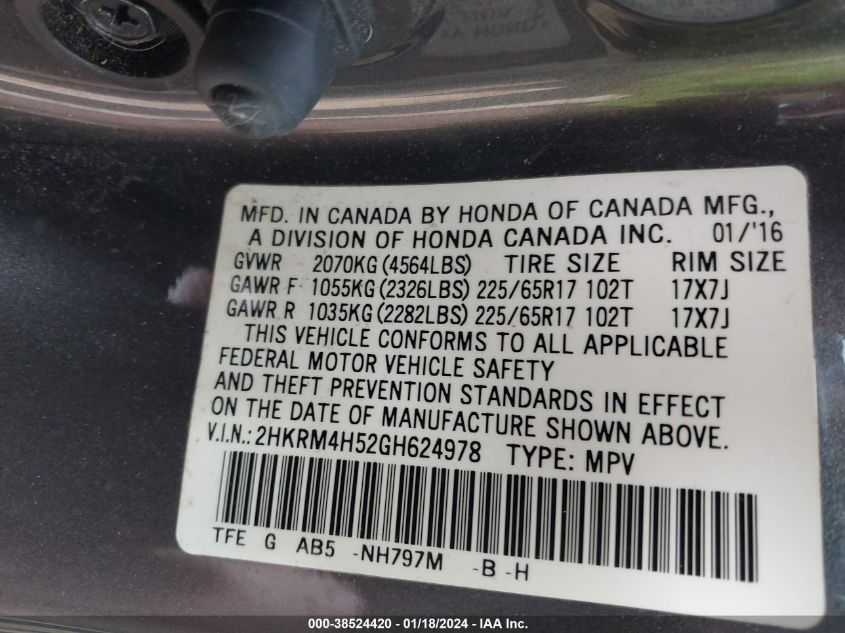 MFD. IN CANADA BY HONDA OF CANADA MFG.,
A DIVISION OF HONDA CANADA INC. 01/'16
GVWR 2070KG (4564LBS) TIRE SIZE RIM SIZE
GAWR F 1055KG (2326LBS) 225/65R17 102T 17X7J
GAWR R 1035KG (2282LBS) 225/65R17 102T 17X7J
THIS VEHICLE CONFORMS TO ALL APPLICABLE
FEDERAL MOTOR VEHICLE SAFETY
AND THEFT PREVENTION STANDARDS IN EFFECT
ON THE DATE OF MANUFACTURE SHOWN ABOVE.
V.I.N.: 2HKRM4H52GH624978 TYPE: MPV
TFE G AB5 -NH797M -B -H
000-38524420 - 01/18/2024 - IAA Inc.